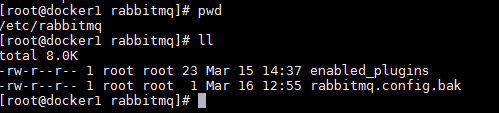 [root@docker1 rabbitmq]# pwd
/etc/rabbitmq
[root@docker1 rabbitmq]# ll
total 8.0K
-rw-r--r-- 1 root root 23 Mar 15 14:37 enabled_plugins
-rw-r--r-- 1 root root  1 Mar 16 12:55 rabbitmq.config.bak
[root@docker1 rabbitmq]#